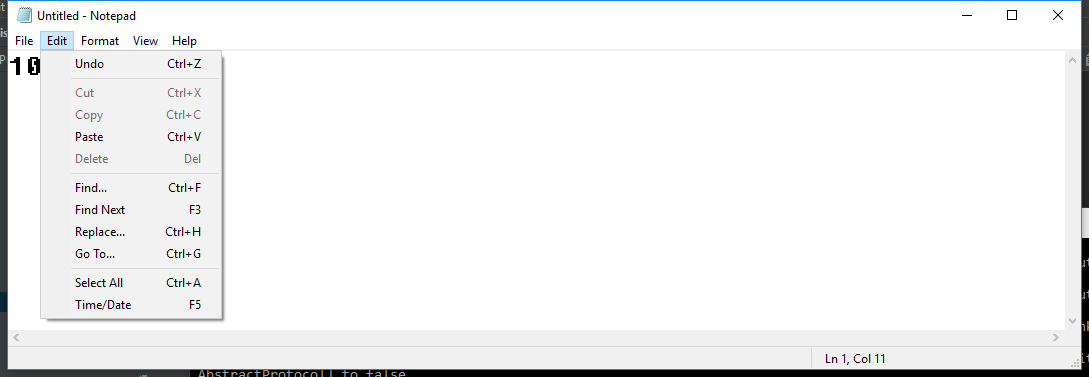 Untitled - Notepad
File Edit Format View Help
10
Undo Ctrl+Z
Cut Ctrl+X
Copy Ctrl+C
Paste Ctrl+V
Delete Del
Find... Ctrl+F
Find Next F3
Replace... Ctrl+H
Go To... Ctrl+G
Select All Ctrl+A
Time/Date F5
Ln 1, Col 11
AbstractProtocol] to false